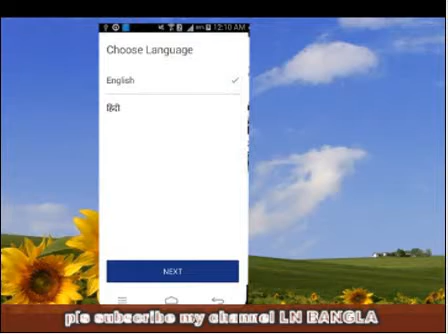 12:10 AM
Choose Language
English
हिंदी
NEXT
pls subscribe my channel LN BANGLA